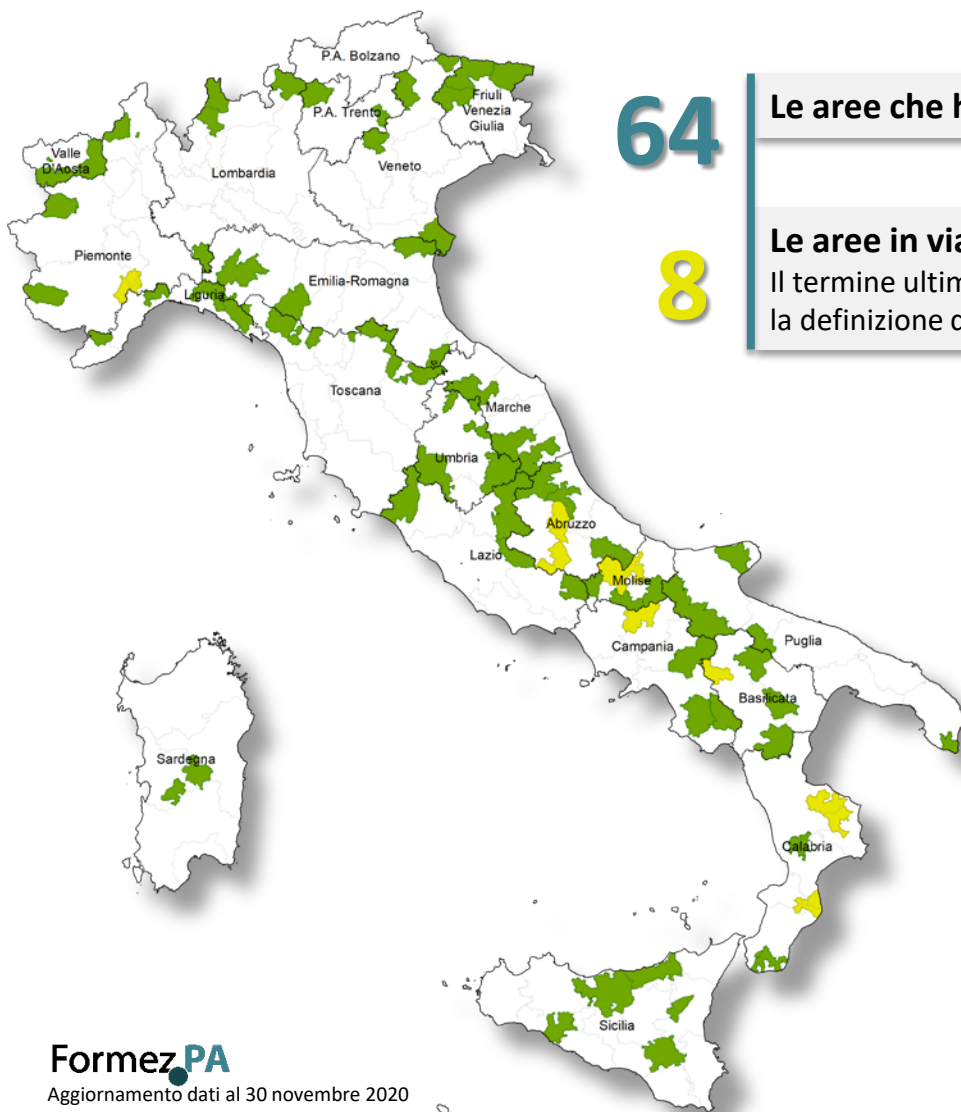 P.A. Bolzano
P.A. Trento
Friuli
Venezia
Giulia
Valle
D'Aosta
Lombardia
Veneto
Piemonte
Liguria
Emilia-Romagna
Toscana
Marche
Umbria
Abruzzo
Lazio
Molise
Campania
Puglia
Basilicata
Sardegna
Calabria
Sicilia
64
Le aree che
8
Le aree in
Il termine
la definizione
Formez PA
Aggiornamento dati al 30 novembre 2020